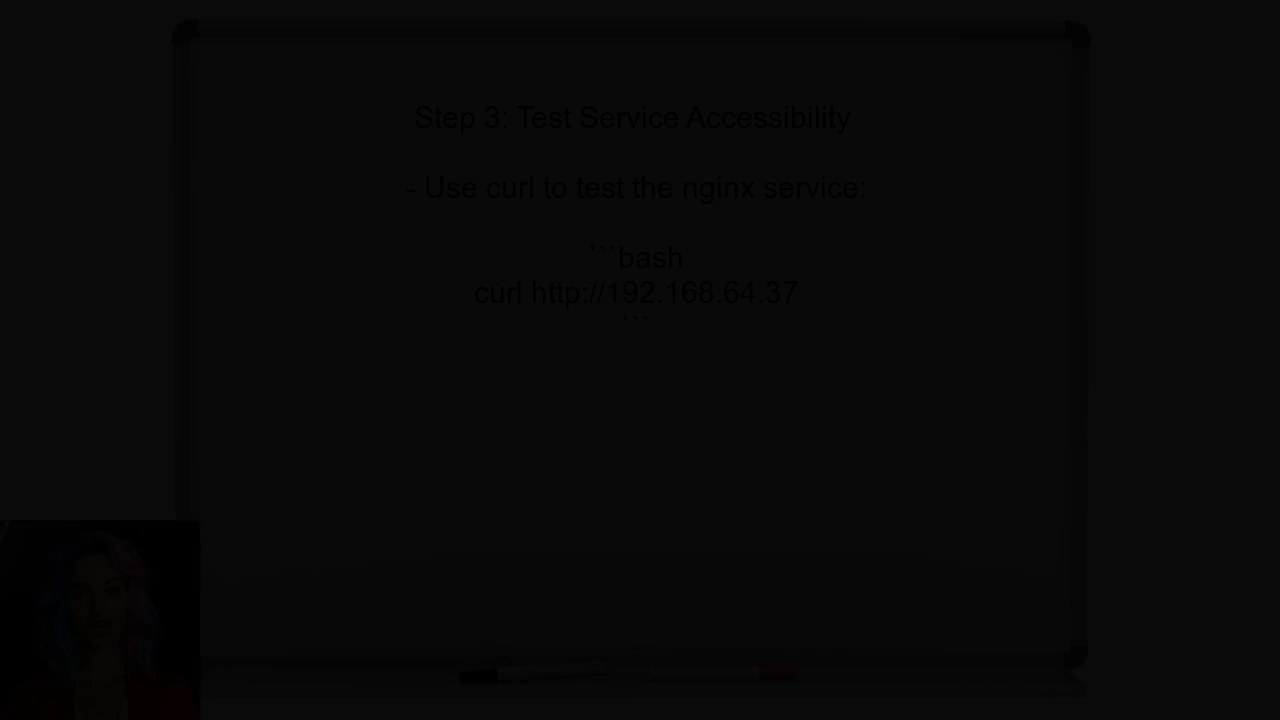 Step 3: Test Service Accessibility
- Use curl to test the nginx service:
```bash
curl http://192.168.64.37
```